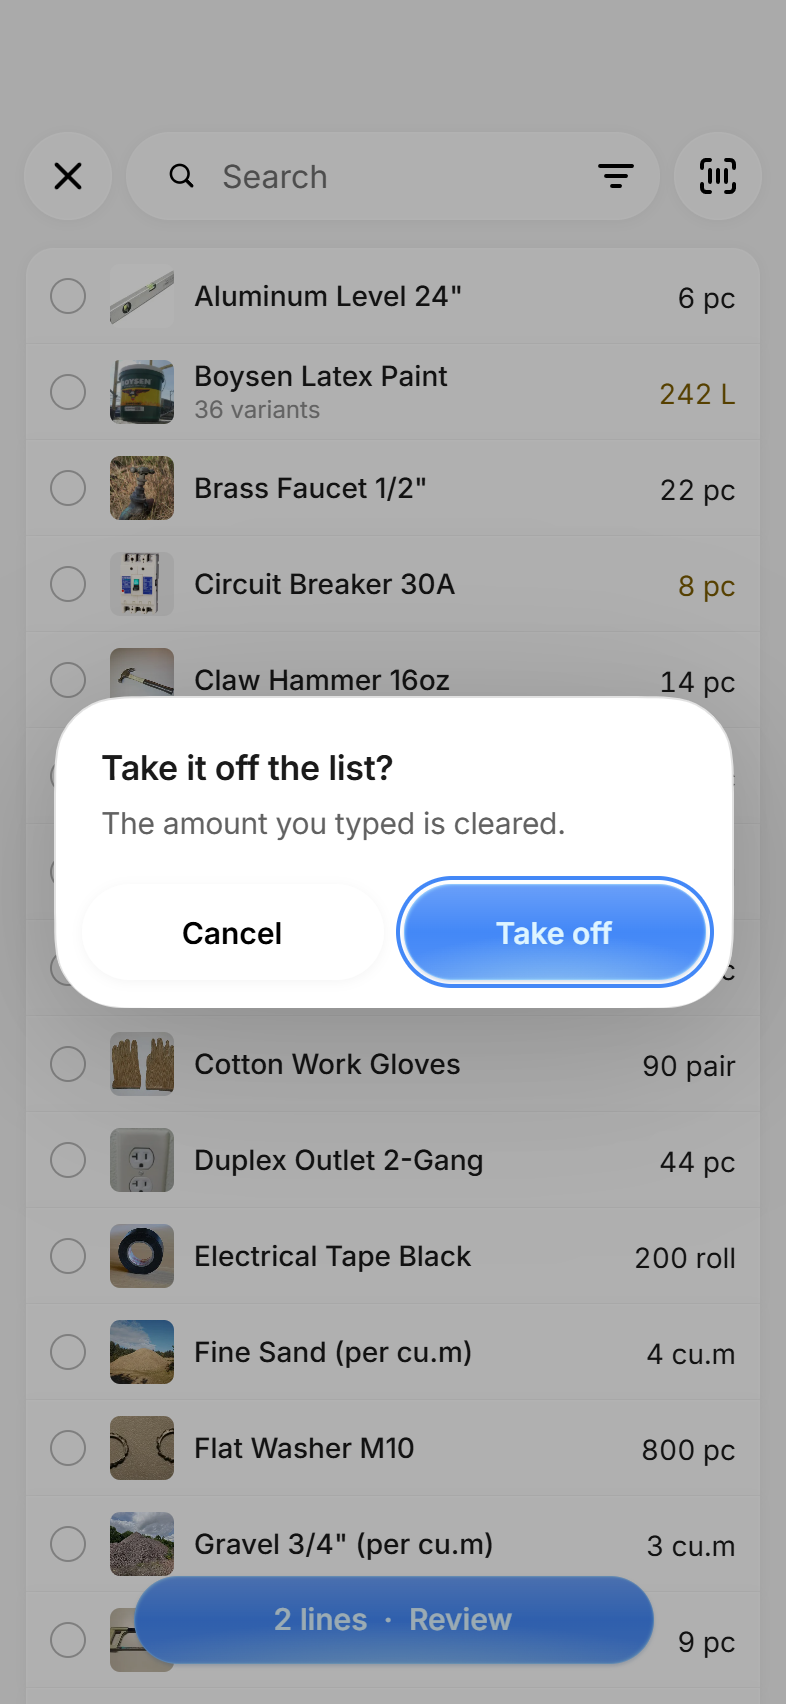 Search
Aluminum Level 24"
6 pc
Boysen Latex Paint
36 variants
242 L
Brass Faucet 1/2"
22 pc
Circuit Breaker 30A
8 pc
Claw Hammer 16oz
14 pc
Take it off the list?
The amount you typed is cleared.
Cancel
Take off
Cotton Work Gloves
90 pair
Duplex Outlet 2-Gang
44 pc
Electrical Tape Black
200 roll
Fine Sand (per cu.m)
4 cu.m
Flat Washer M10
800 pc
Gravel 3/4" (per cu.m)
3 cu.m
2 lines · Review
9 pc